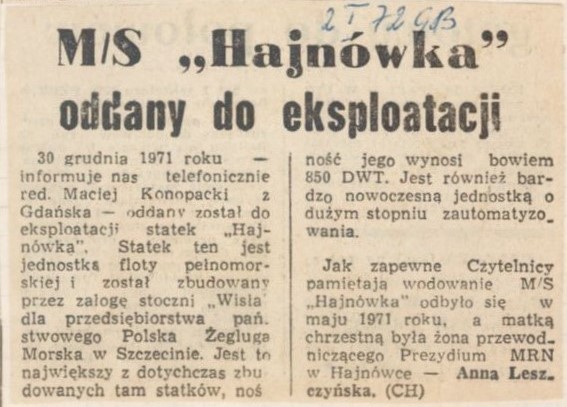 2 I 72 GB
M/S „Hajnówka”
oddany do eksploatacji
30 grudnia 1971 roku —
informuje nas telefonicznie
red. Maciej Konopacki z
Gdańska — oddany został do
eksploatacji statek „Haj-
nówka”. Statek ten jest
jednostką floty pełnomor-
skiej i został zbudowany
przez załogę stoczni „Wisła”
dla przedsiębiorstwa pań.
stwowego Polska Żegluga
Morska w Szczecinie. Jest to
największy z dotychczas zbu
dowanych tam statków, noś
ność jego wynosi bowiem
850 DWT. Jest również bar-
dzo nowoczesną jednostką o
dużym stopniu zautomatyzo_
wania.
Jak zapewne Czytelnicy
pamiętają wodowanie M/S
„Hajnówka” odbyło się w
maju 1971 roku, a matką
chrzestną była żona przewod_
niczącego Prezydium MRN
w Hajnówce — Anna Lesz_
czyńska. (CH)